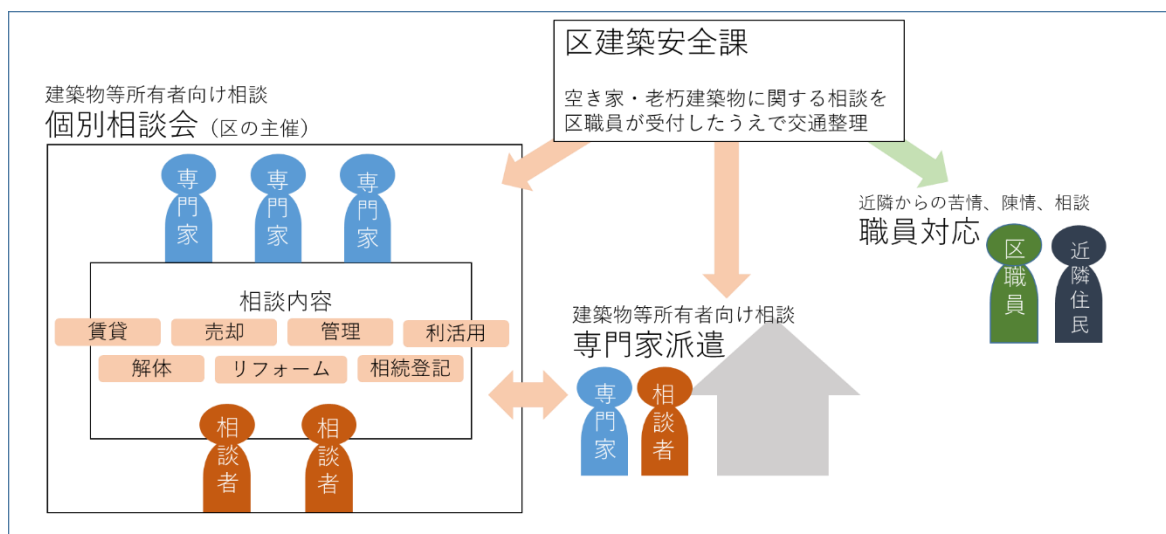 区建築安全課
空き家・老朽建築物に関する相談を
区職員が受付したうえで交通整理
建築物等所有者向け相談
個別相談会（区の主催）
専門家
専門家
専門家
相談内容
賃貸
売却
管理
利活用
解体
リフォーム
相続登記
相談者
相談者
建築物等所有者向け相談
専門家派遣
専門家
相談者
近隣からの苦情、陳情、相談
職員対応
区職員
近隣住民